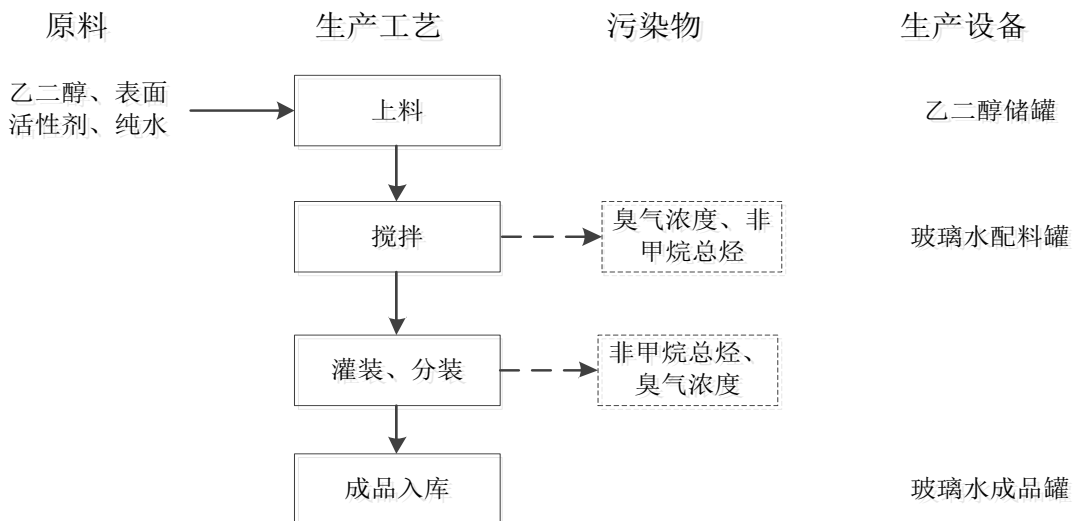 原料 生产工艺 污染物 生产设备
乙二醇、表面
活性剂、纯水
上料
乙二醇储罐
搅拌
臭气浓度、非
甲烷总烃
玻璃水配料罐
灌装、分装
非甲烷总烃、
臭气浓度
成品入库
玻璃水成品罐